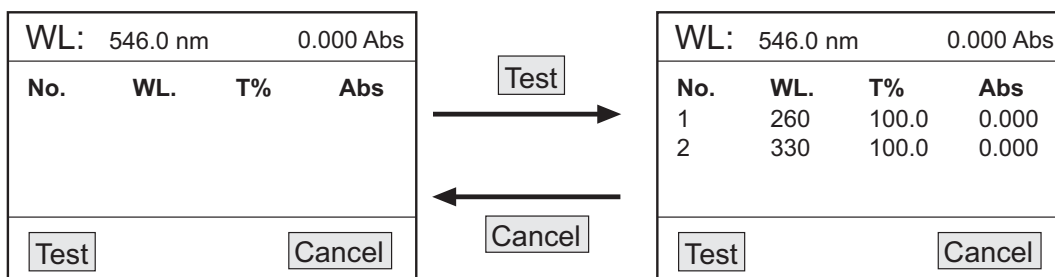 WL: 546.0 nm 0.000 Abs
No. WL. T% Abs
Test Cancel
Test
Cancel
WL: 546.0 nm 0.000 Abs
No. WL. T% Abs
1 260 100.0 0.000
2 330 100.0 0.000
Test Cancel